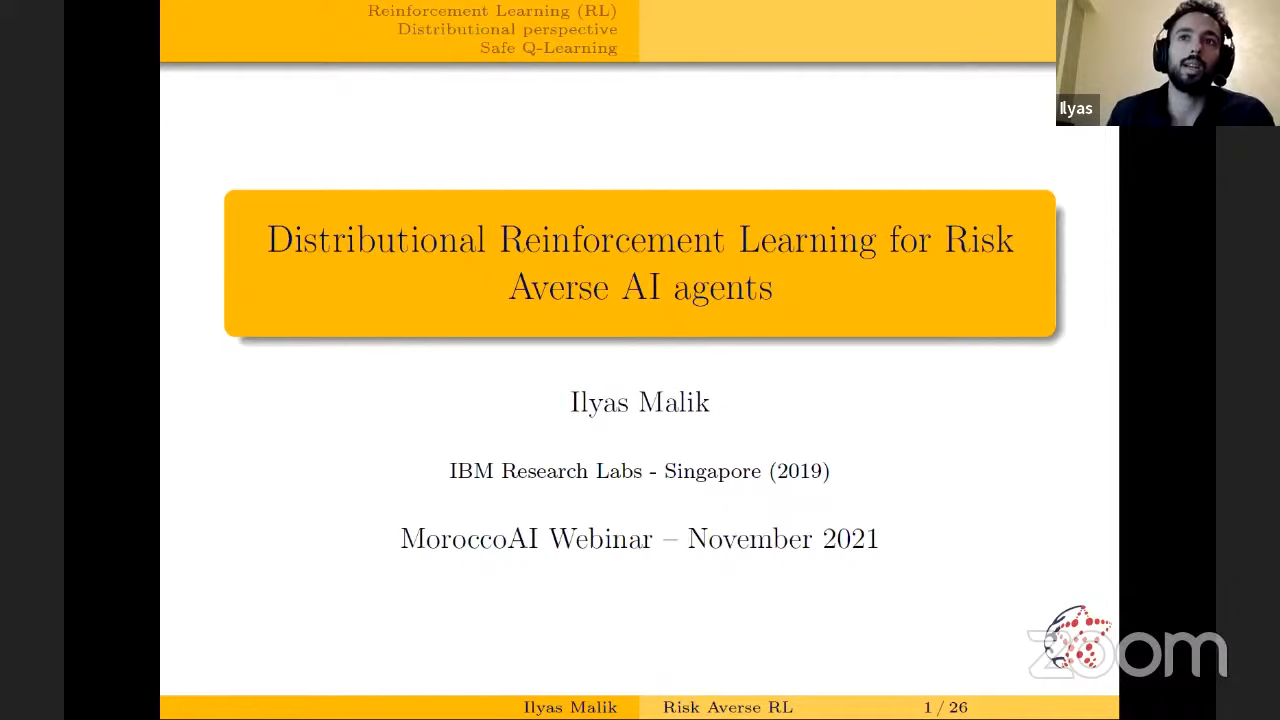 Reinforcement Learning (RL)
Distributional perspective
Safe Q-Learning
Ilyas
Distributional Reinforcement Learning for Risk
Averse AI agents
Ilyas Malik
IBM Research Labs - Singapore (2019)
MoroccoAI Webinar – November 2021
zoom
Ilyas Malik
Risk Averse RL
1 / 26